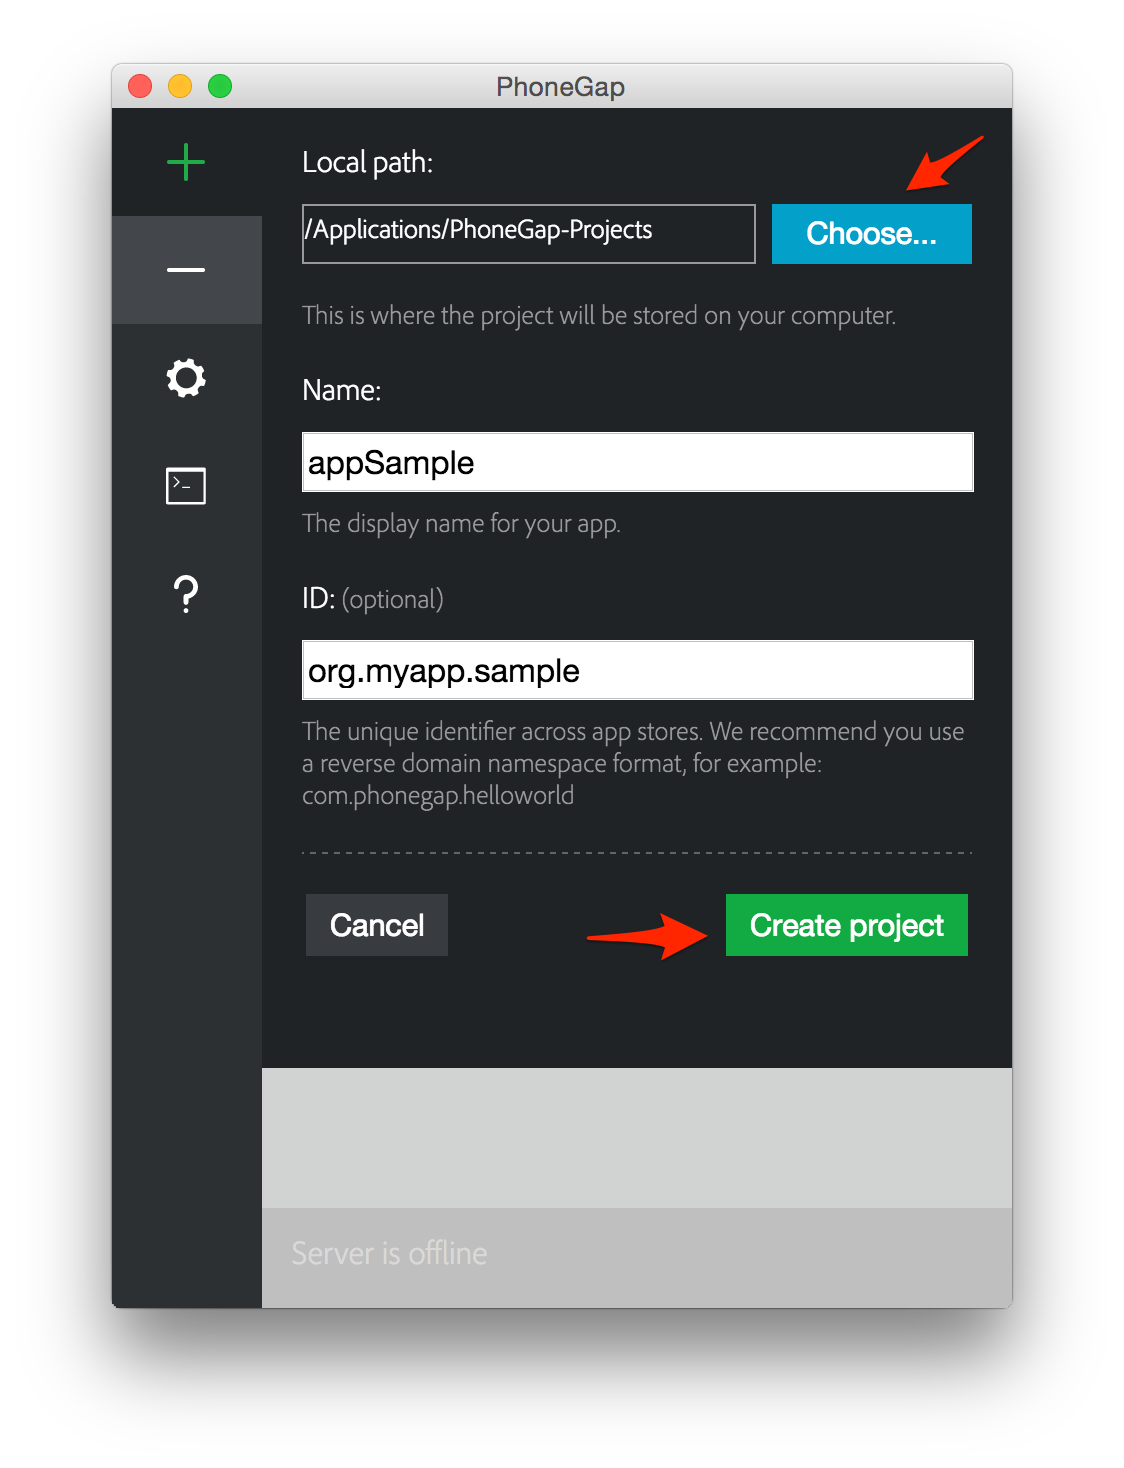 PhoneGap
Local path:
/Applications/PhoneGap-Projects
Choose...
This is where the project will be stored on your computer.
Name:
appSample
The display name for your app.
ID: (optional)
org.myapp.sample
The unique identifier across app stores. We recommend you use
a reverse domain namespace format, for example:
com.phonegap.helloworld
Cancel
Create project
Server is offline